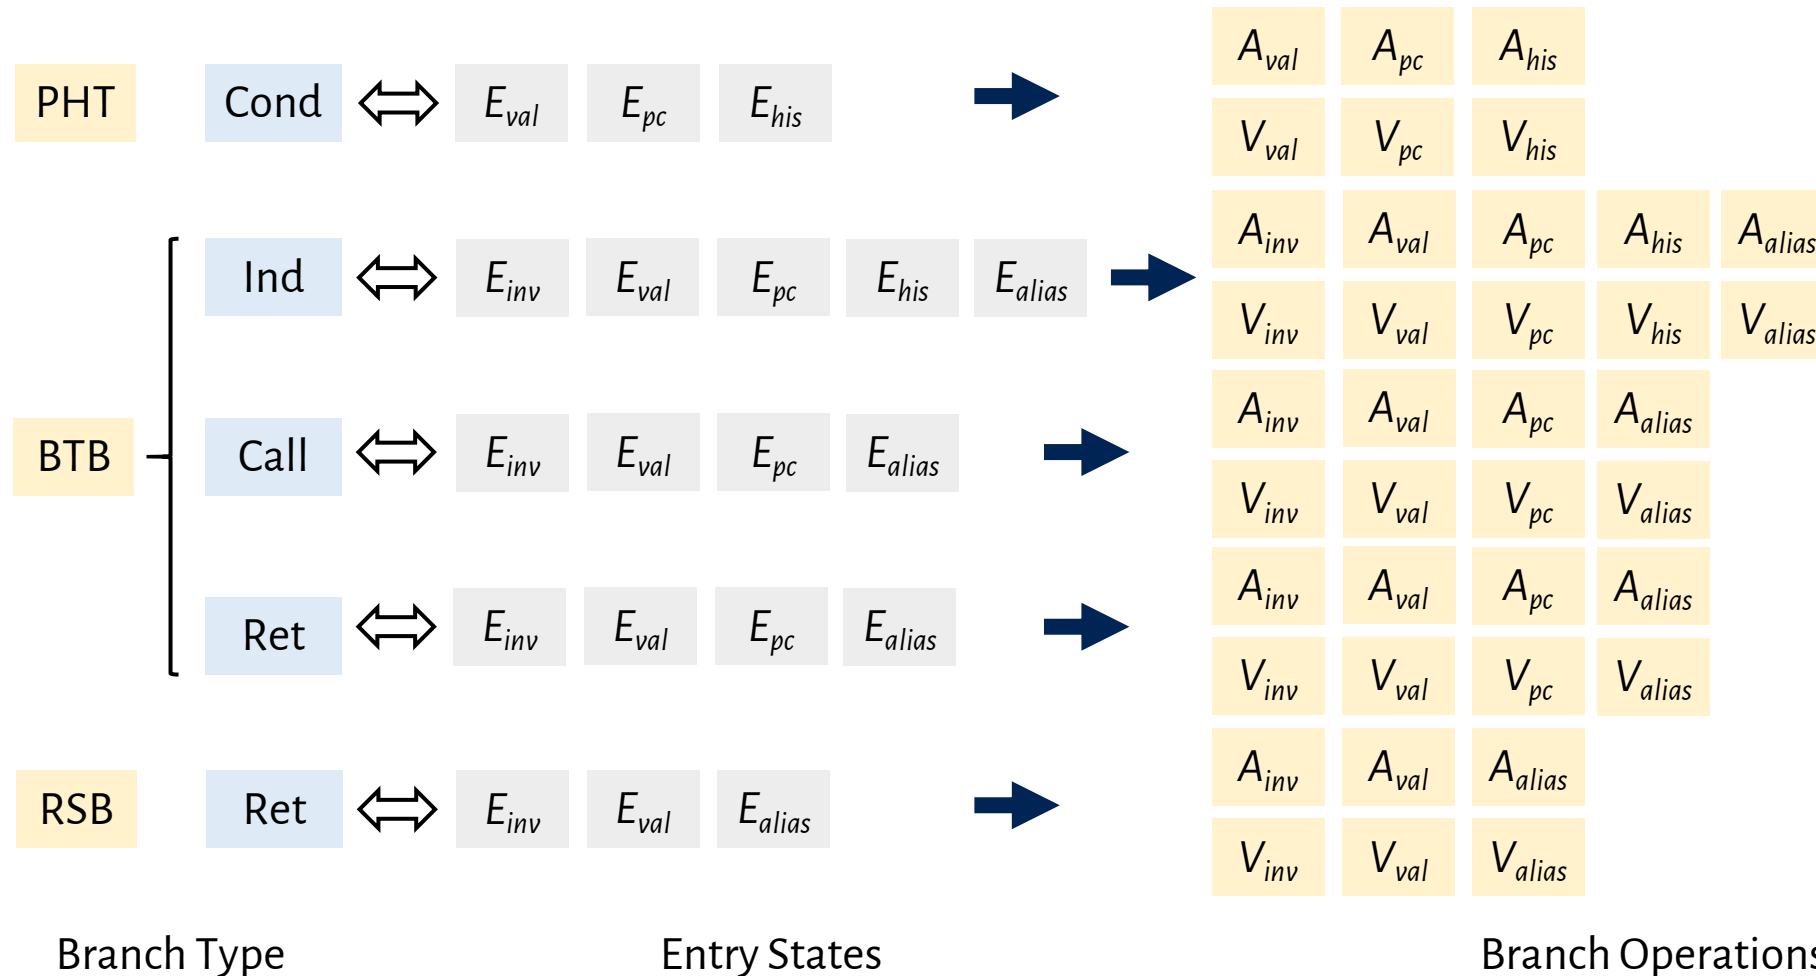 A_val A_pc A_his
PHT Cond E_val E_pc E_his
V_val V_pc V_his
A_inv A_val A_pc A_his A_alias
Ind E_inv E_val E_pc E_his E_alias
V_inv V_val V_pc V_his V_alias
A_inv A_val A_pc A_alias
BTB Call E_inv E_val E_pc E_alias
V_inv V_val V_pc V_alias
A_inv A_val A_pc A_alias
Ret E_inv E_val E_pc E_alias
V_inv V_val V_pc V_alias
A_inv A_val A_alias
RSB Ret E_inv E_val E_alias
V_inv V_val V_alias
Branch Type Entry States Branch Operations